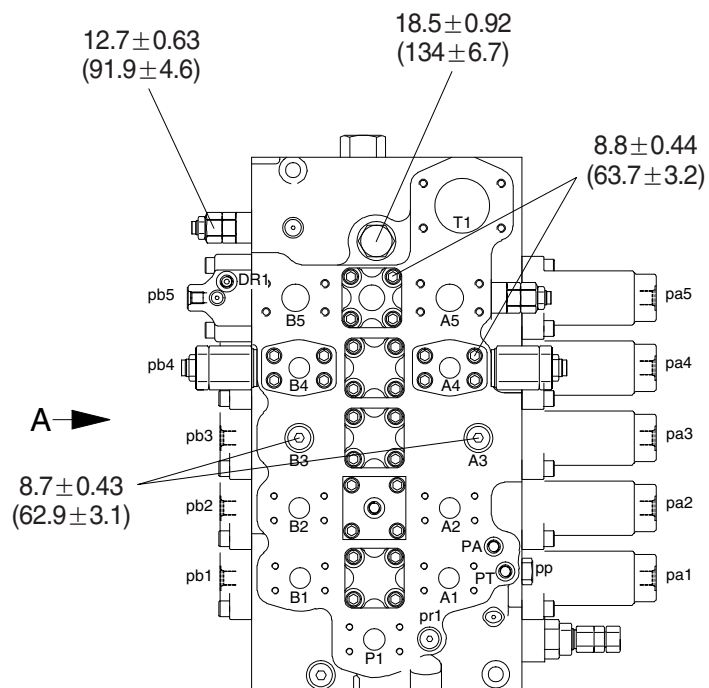 12.7±0.63
(91.9±4.6)
18.5±0.92
(134±6.7)
8.8±0.44
(63.7±3.2)
T1
DR1
pb5
B5
A5
pa5
pb4
B4
A4
pa4
A
pb3
B3
A3
pa3
8.7±0.43
(62.9±3.1)
pb2
B2
A2
pa2
PA
pb1
B1
A1
PT
pp
pa1
pr1
P1